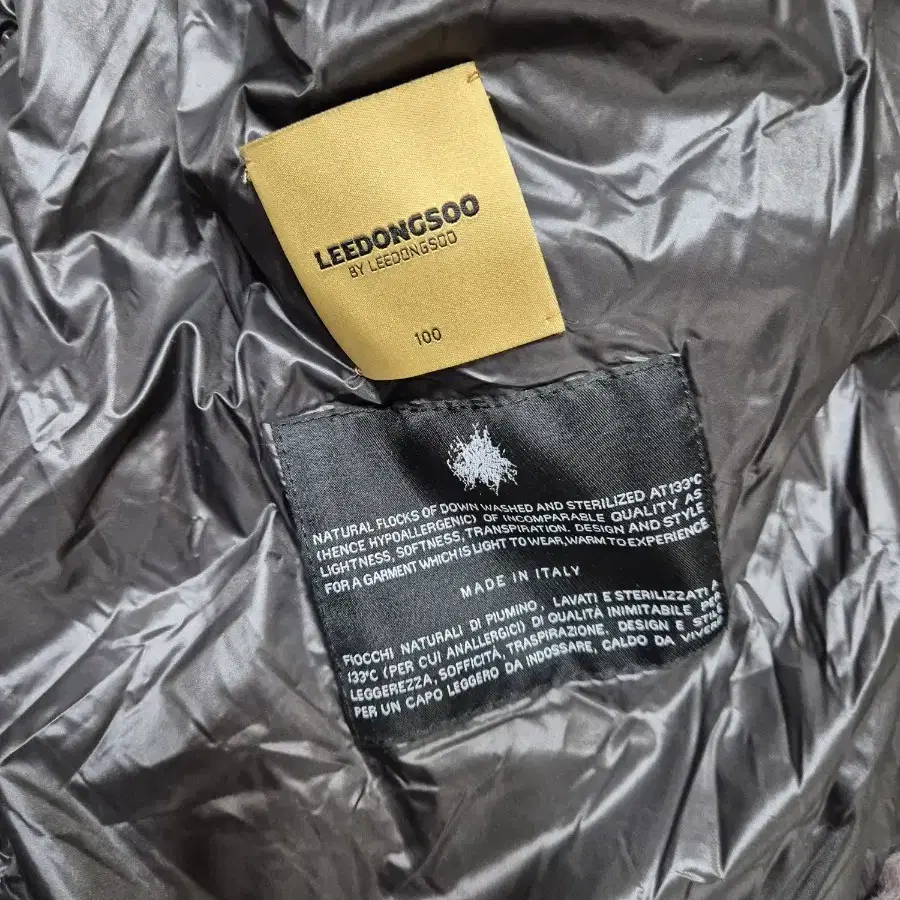 LEEDONGSOO
BY LEEDONGSOO
100
NATURAL FLOCKS OF DOWN WASHED AND STERILIZED AT 133°C
(HENCE HYPOALLERGENIC) OF INCOMPARABLE QUALITY AS
LIGHTNESS, SOFTNESS, TRANSPIRATION. DESIGN AND STYLE
FOR A GARMENT WHICH IS LIGHT TO WEAR, WARM TO EXPERIENCE
MADE IN ITALY
FIOCCHI NATURALI DI PIUMINO, LAVATI E STERILIZZATI A
133°C (PER CUI ANALLERGICI) DI QUALITÀ INIMITABILE PER
LEGGEREZZA, SOFFICITÀ, TRASPIRAZIONE. DESIGN E STILE
PER UN CAPO LEGGERO DA INDOSSARE, CALDO DA VIVERE